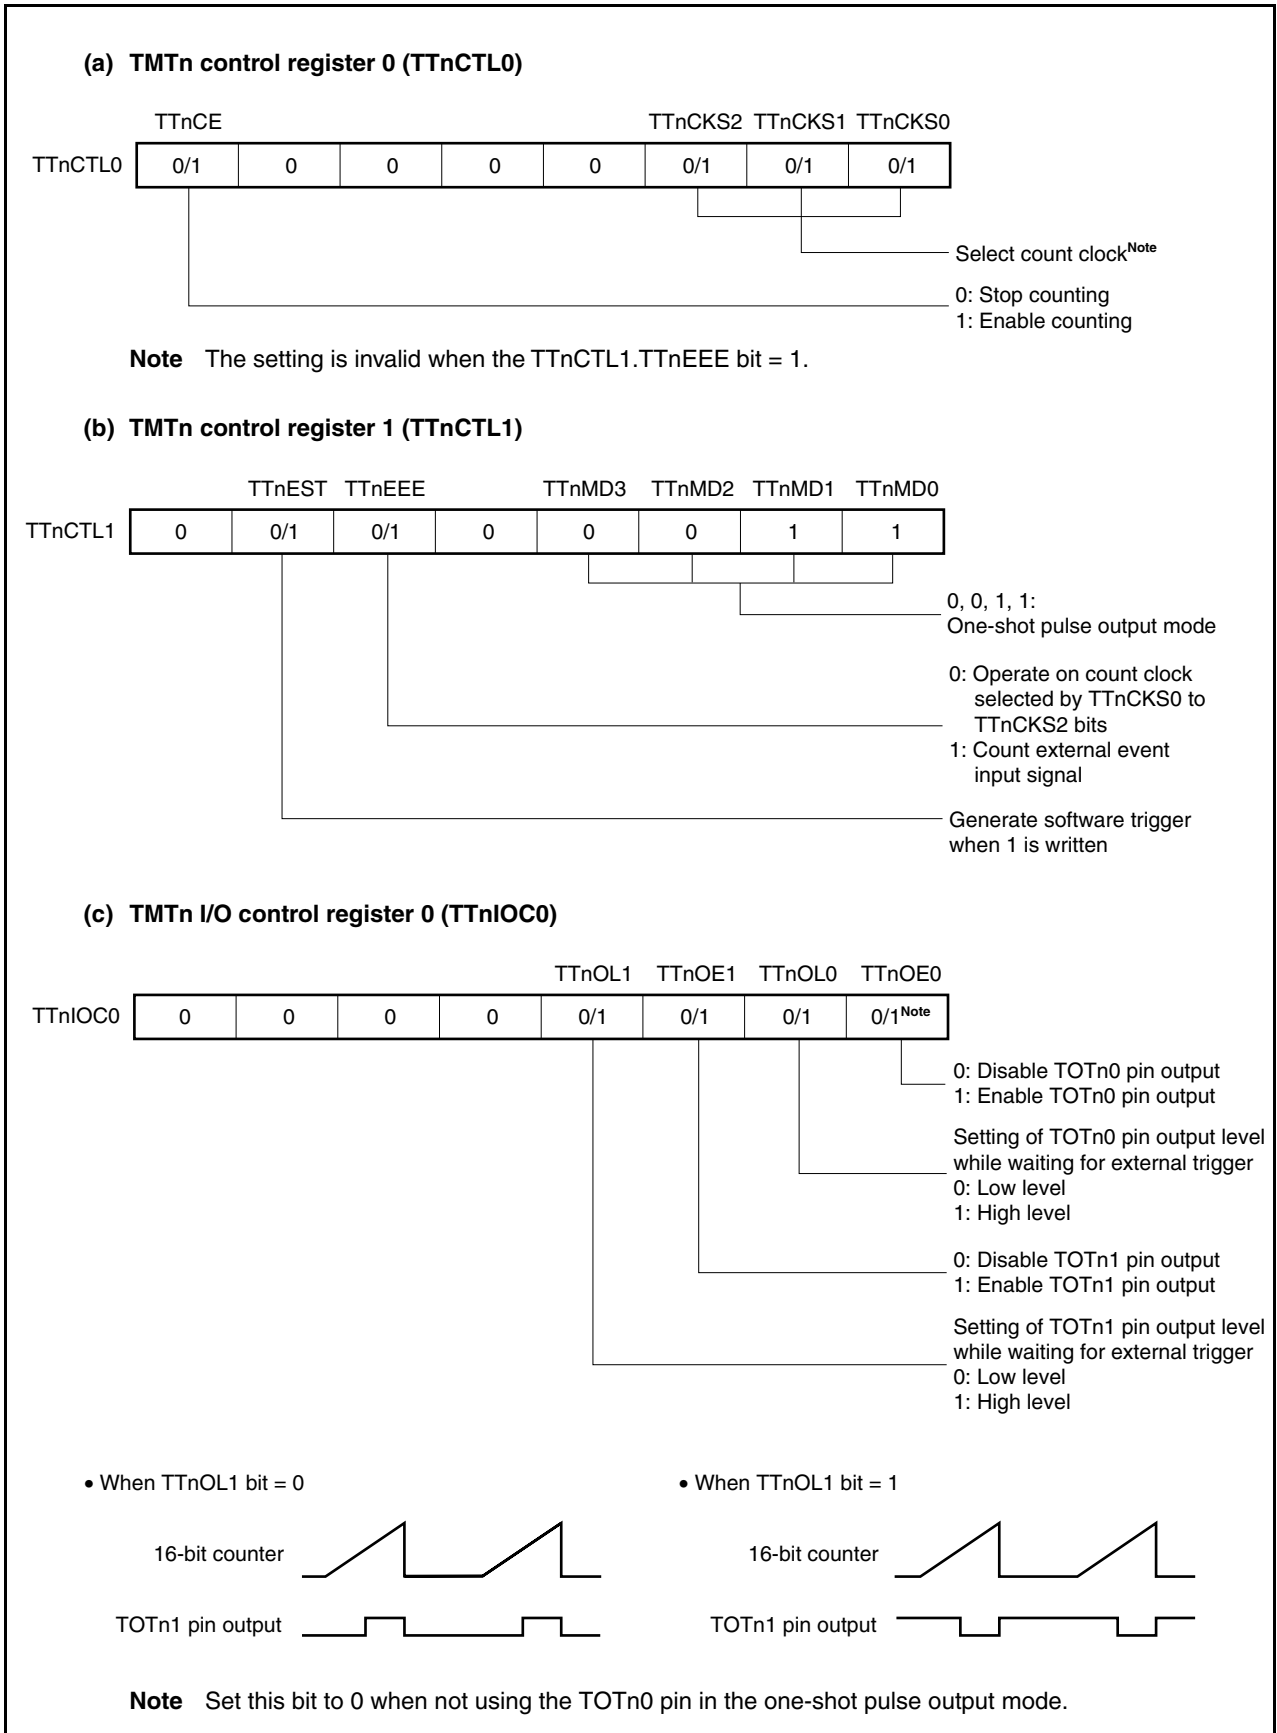 (a) TMTn control register 0 (TTnCTL0)
TTnCE TTnCKS2 TTnCKS1 TTnCKS0
TTnCTL0 0/1 0 0 0 0 0/1 0/1 0/1
Select count clockNote
0: Stop counting
1: Enable counting
Note The setting is invalid when the TTnCTL1.TTnEEE bit = 1.
(b) TMTn control register 1 (TTnCTL1)
TTnEST TTnEEE TTnMD3 TTnMD2 TTnMD1 TTnMD0
TTnCTL1 0 0/1 0/1 0 0 0 1 1
0, 0, 1, 1:
One-shot pulse output mode
0: Operate on count clock
selected by TTnCKS0 to
TTnCKS2 bits
1: Count external event
input signal
Generate software trigger
when 1 is written
(c) TMTn I/O control register 0 (TTnIOC0)
TTnOL1 TTnOE1 TTnOL0 TTnOE0
TTnIOC0 0 0 0 0 0/1 0/1 0/1 0/1Note
0: Disable TOTn0 pin output
1: Enable TOTn0 pin output
Setting of TOTn0 pin output level
while waiting for external trigger
0: Low level
1: High level
0: Disable TOTn1 pin output
1: Enable TOTn1 pin output
Setting of TOTn1 pin output level
while waiting for external trigger
0: Low level
1: High level
• When TTnOL1 bit = 0 • When TTnOL1 bit = 1
16-bit counter 16-bit counter
TOTn1 pin output TOTn1 pin output
Note Set this bit to 0 when not using the TOTn0 pin in the one-shot pulse output mode.